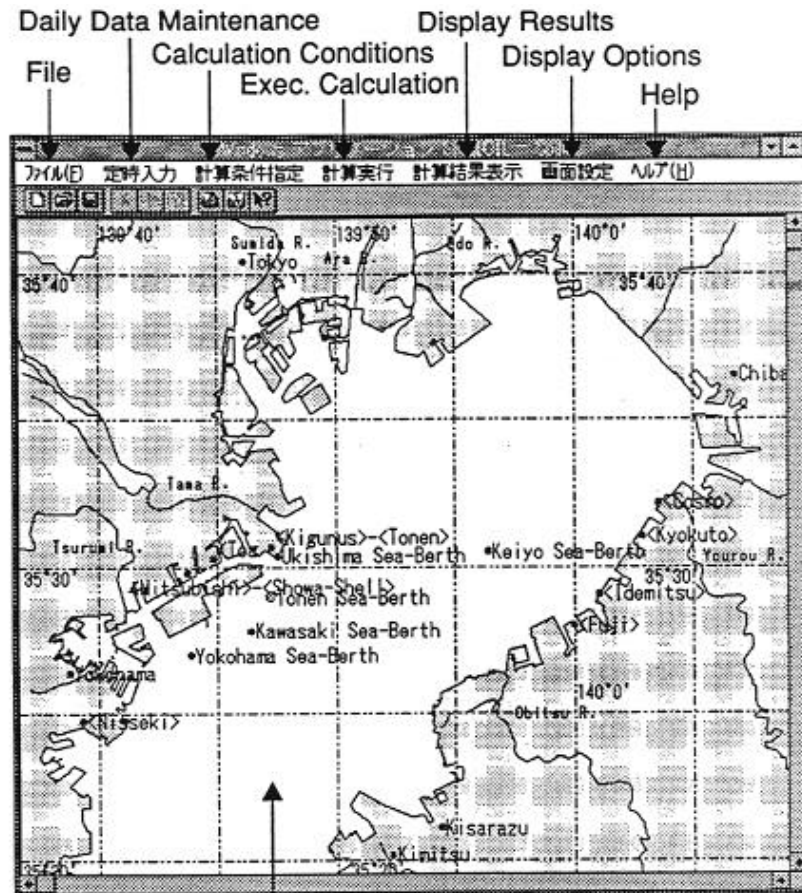 Daily Data Maintenance
Display Results
Calculation Conditions
Display Options
File
Exec. Calculation
Help
ファイル(F) 定時入力 計算条件指定 計算実行 計算結果表示 画面設定 ヘルプ(H)
139°40' 139°50' 140°0'
Sumida R.
Tokyo
Ara
Edo R.
35°40' 35°40'
Chiba
Tama R.
<Cosmo>
<Kigunus>-<Tonen>
<Kyokuto>
Tsurumi R.
Ukishima Sea-Berth
Keiyo Sea-Berth
Yourou R.
35°30' 35°30'
<Mitsubishi>-<Showa-Shell>
<Idemitsu>
Tonen Sea-Berth
Kawasaki Sea-Berth
<Fuji>
Yokohama Sea-Berth
Yokohama
140°0'
<Nisseki>
Obitsu R.
Kisarazu
Kimitsu
35°20' 35°20'